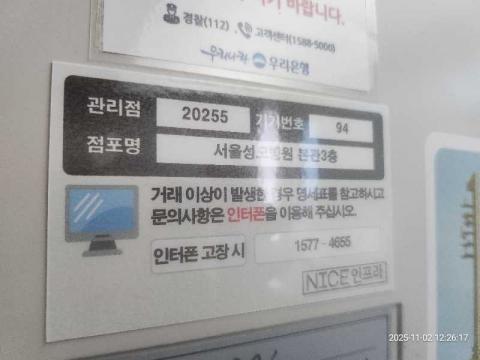 바랍니다.
경찰(112) , 고객센터(1588-5000)
우리은행
관리점 20255 기기번호 94
점포명 서울성모병원 본관3층
거래 이상이 발생한 경우 명세표를 참고하시고
문의사항은 인터폰을 이용해 주십시오.
인터폰 고장 시 1577-4655
NICE인프라
2025-11-02 12:26:17